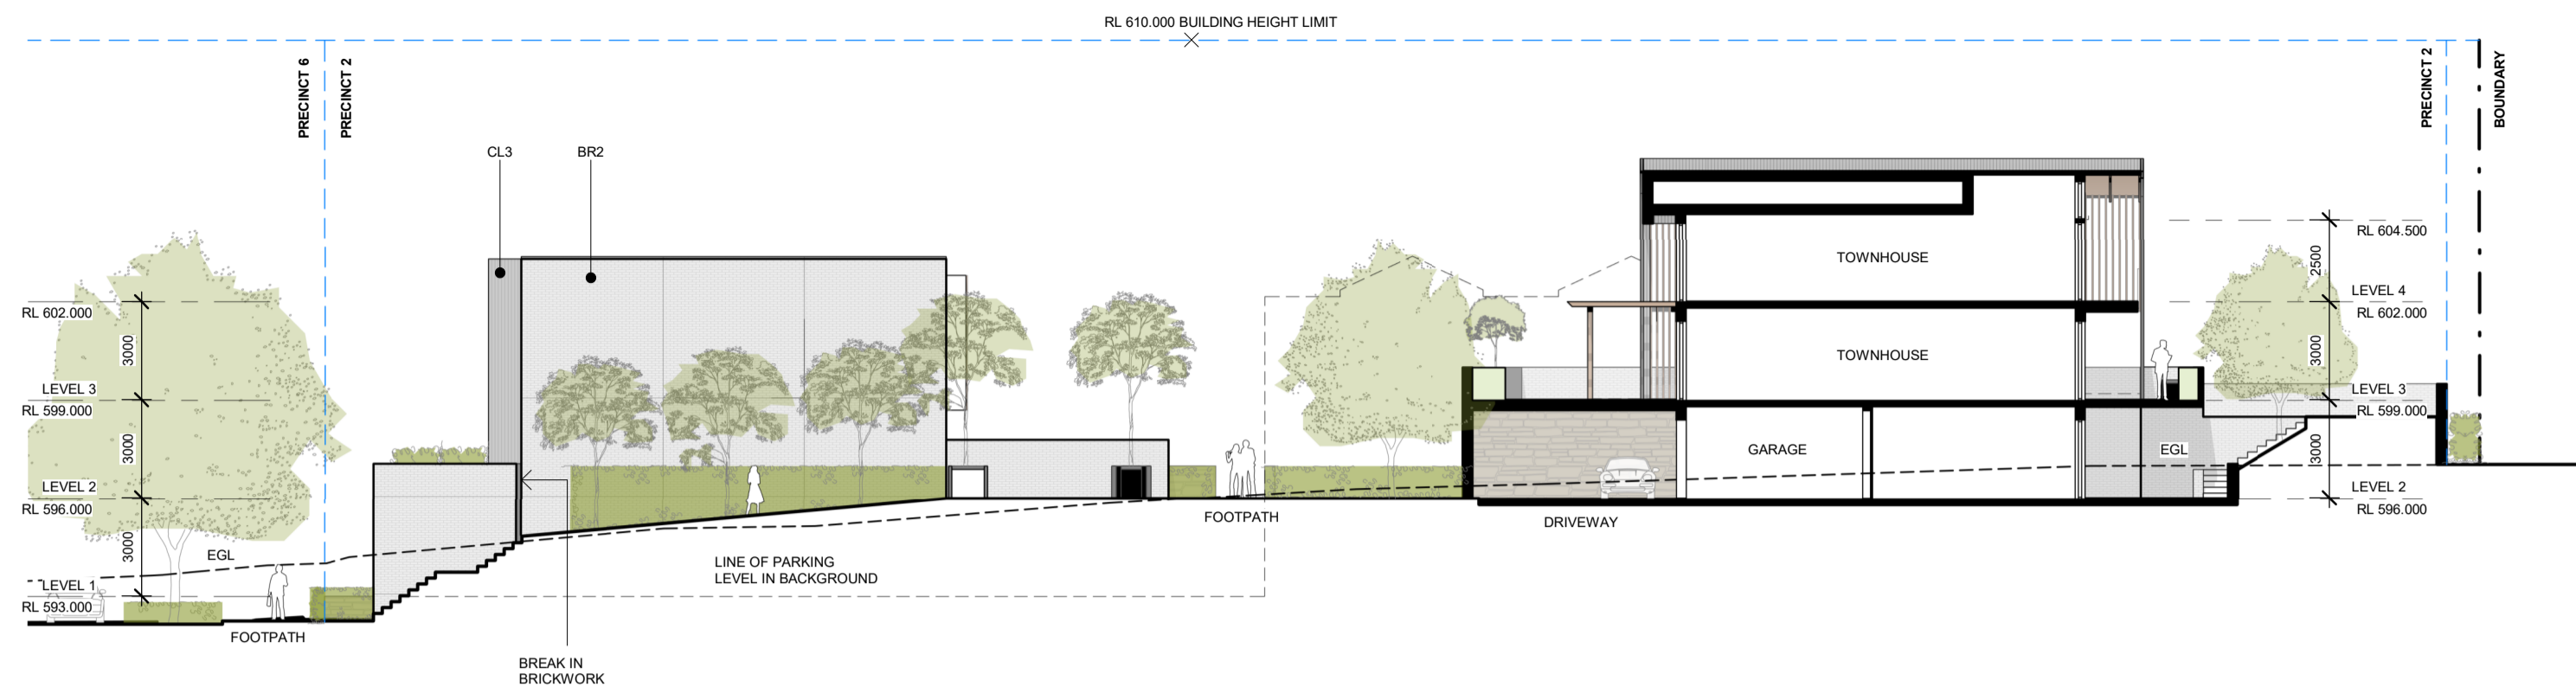 RL 610.000 BUILDING HEIGHT LIMIT
PRECINCT 6
PRECINCT 2
PRECINCT 2
BOUNDARY
CL3
BR2
RL 602.000
3000
LEVEL 3
RL 599.000
3000
LEVEL 2
RL 596.000
3000
EGL
LEVEL 1
RL 593.000
FOOTPATH
BREAK IN
BRICKWORK
LINE OF PARKING
LEVEL IN BACKGROUND
FOOTPATH
DRIVEWAY
TOWNHOUSE
TOWNHOUSE
GARAGE
EGL
RL 604.500
2500
LEVEL 4
RL 602.000
3000
LEVEL 3
RL 599.000
3000
LEVEL 2
RL 596.000